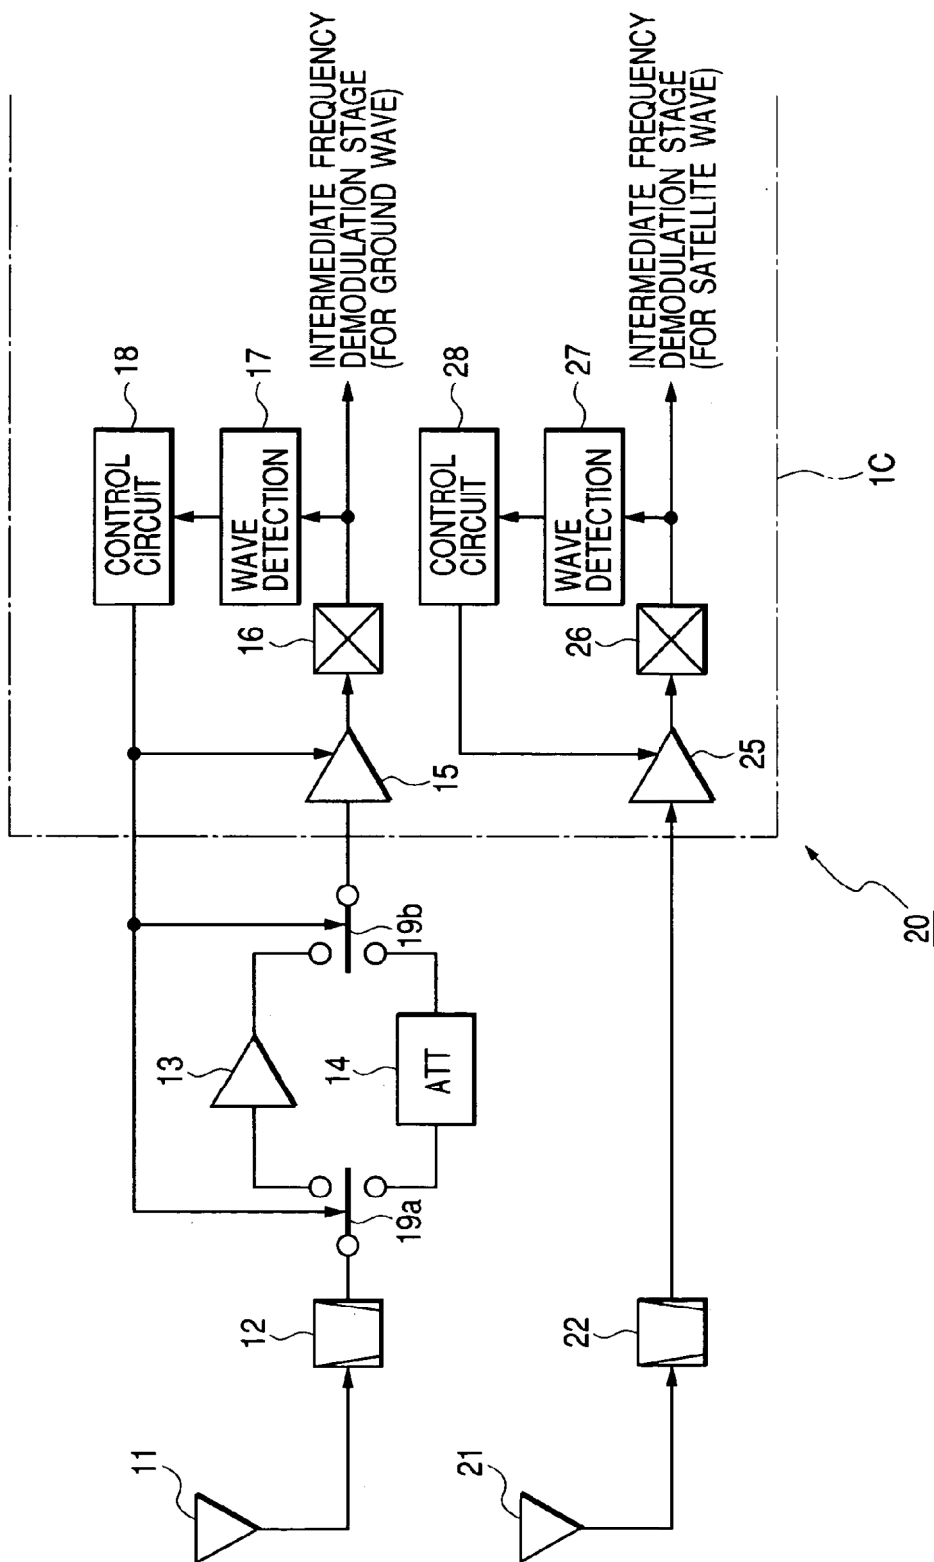 11
12
19a
13
14
ATT
19b
15
16
WAVE
DETECTION
17
CONTROL
CIRCUIT
18
INTERMEDIATE FREQUENCY
DEMODULATION STAGE
(FOR GROUND WAVE)
21
22
25
26
WAVE
DETECTION
27
CONTROL
CIRCUIT
28
INTERMEDIATE FREQUENCY
DEMODULATION STAGE
(FOR SATELLITE WAVE)
1C
20